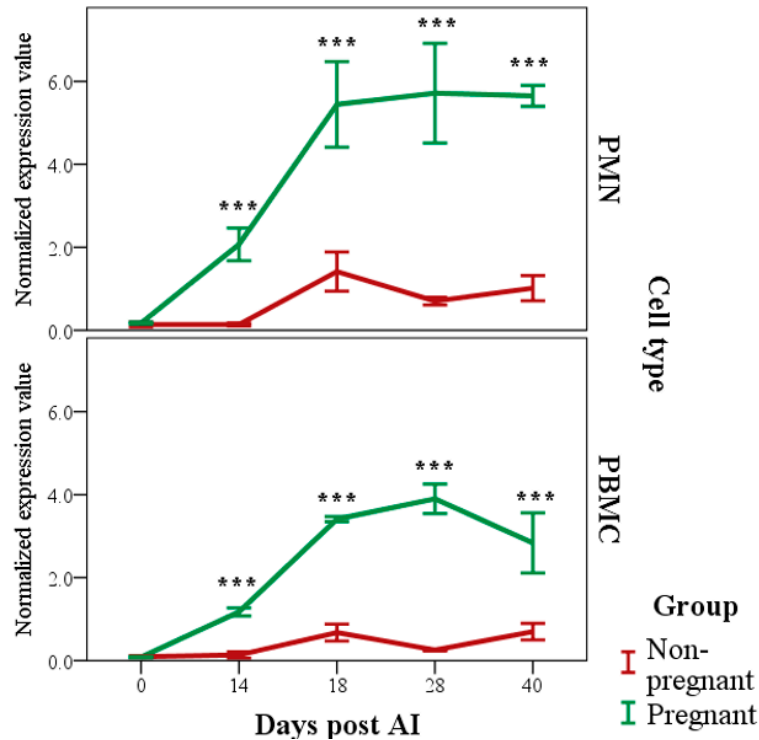 Normalized expression value
6.0
4.0
2.0
0.0
***
***
***
***
PMN
Normalized expression value
6.0
4.0
2.0
0.0
***
***
***
***
PBMC
Cell type
0 14 18 28 40
Days post AI
Group
Non-
pregnant
Pregnant